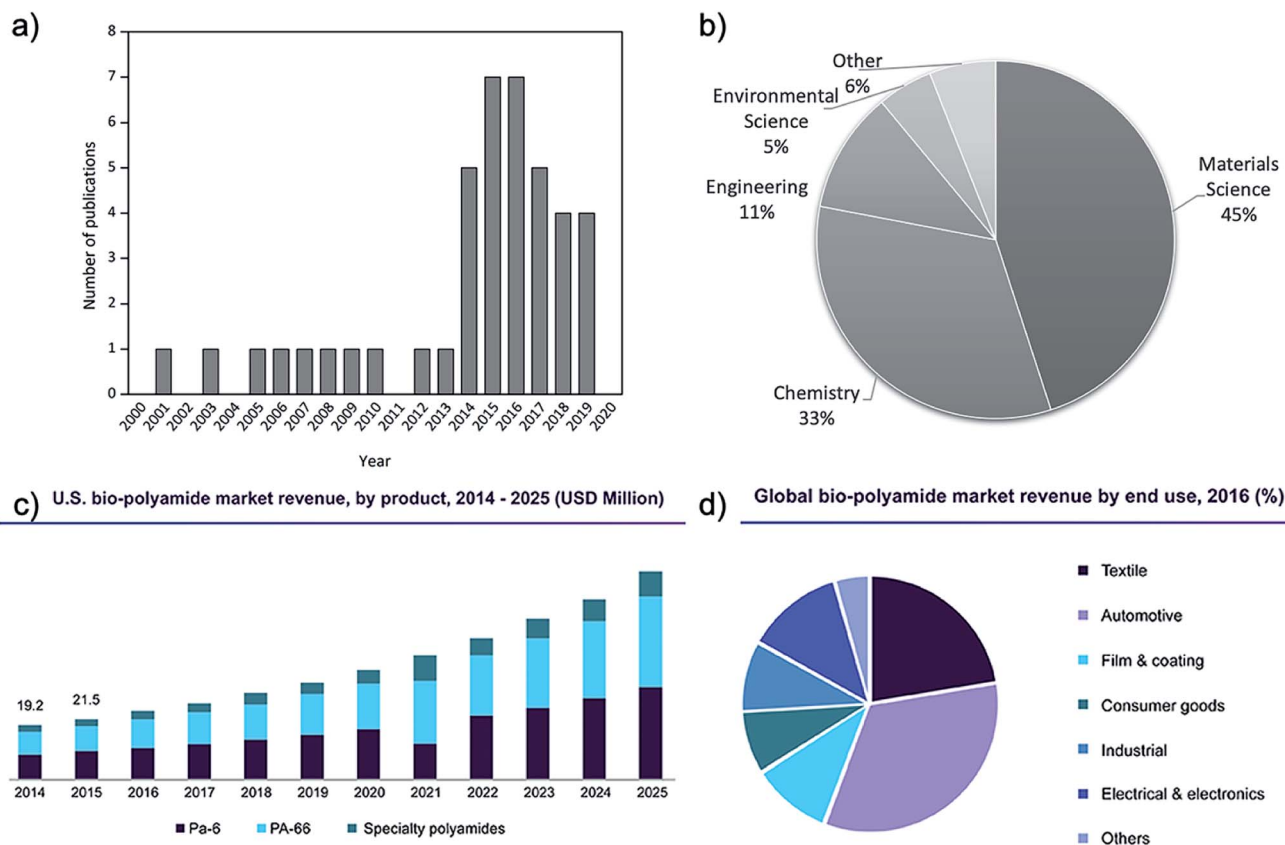 a)
8
7
6
5
4
3
2
1
0
Number of publications
2000 2001 2002 2003 2004 2005 2006 2007 2008 2009 2010 2011 2012 2013 2014 2015 2016 2017 2018 2019 2020
Year
b)
Other
6%
Environmental
Science
5%
Engineering
11%
Chemistry
33%
Materials
Science
45%
c)
U.S. bio-polyamide market revenue, by product, 2014 - 2025 (USD Million)
19.2
21.5
2014 2015 2016 2017 2018 2019 2020 2021 2022 2023 2024 2025
Pa-6 PA-66 Specialty polyamides
d)
Global bio-polyamide market revenue by end use, 2016 (%)
Textile
Automotive
Film & coating
Consumer goods
Industrial
Electrical & electronics
Others